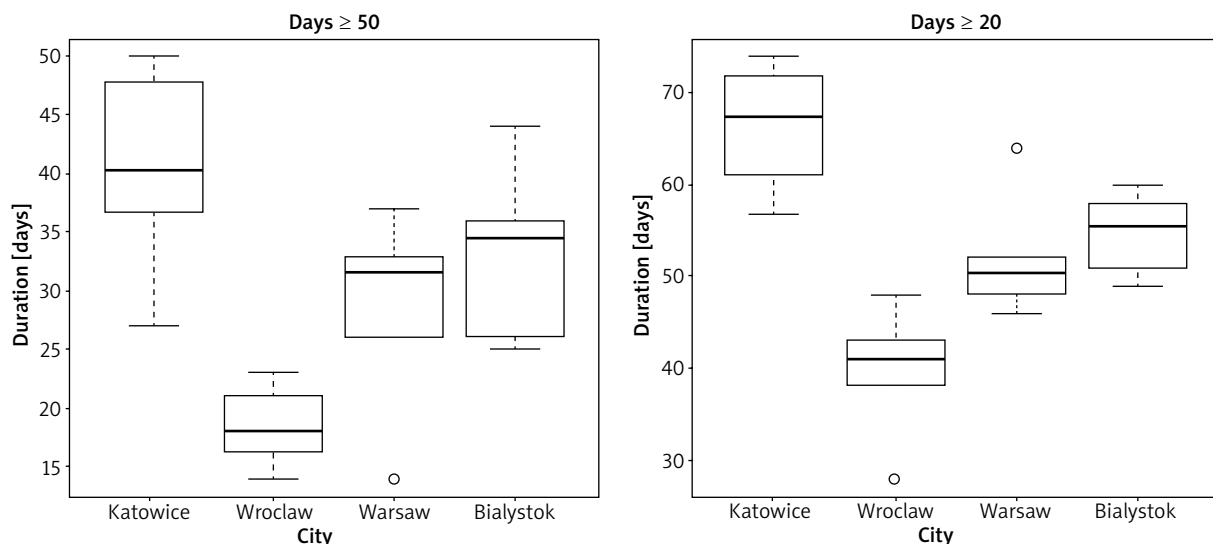 Days ≥ 50
Duration [days]
50
45
40
35
30
25
20
15
Katowice Wroclaw Warsaw Bialystok
City
Days ≥ 20
Duration [days]
70
60
50
40
30
Katowice Wroclaw Warsaw Bialystok
City